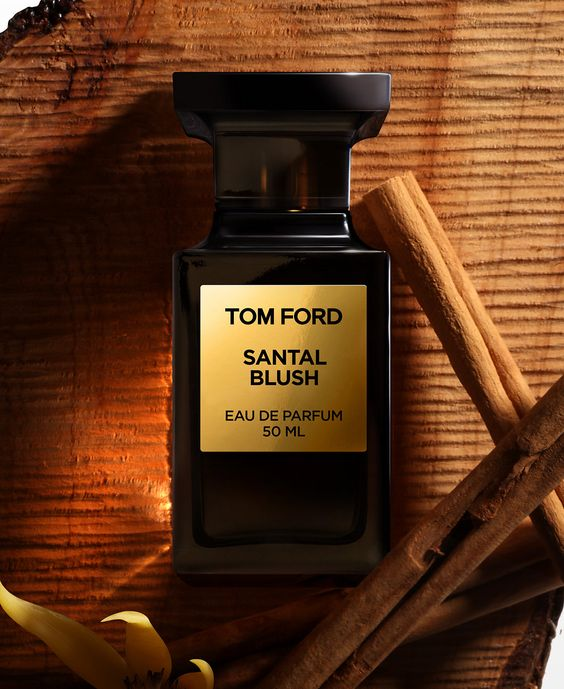 TOM FORD
SANTAL
BLUSH
EAU DE PARFUM
50 ML